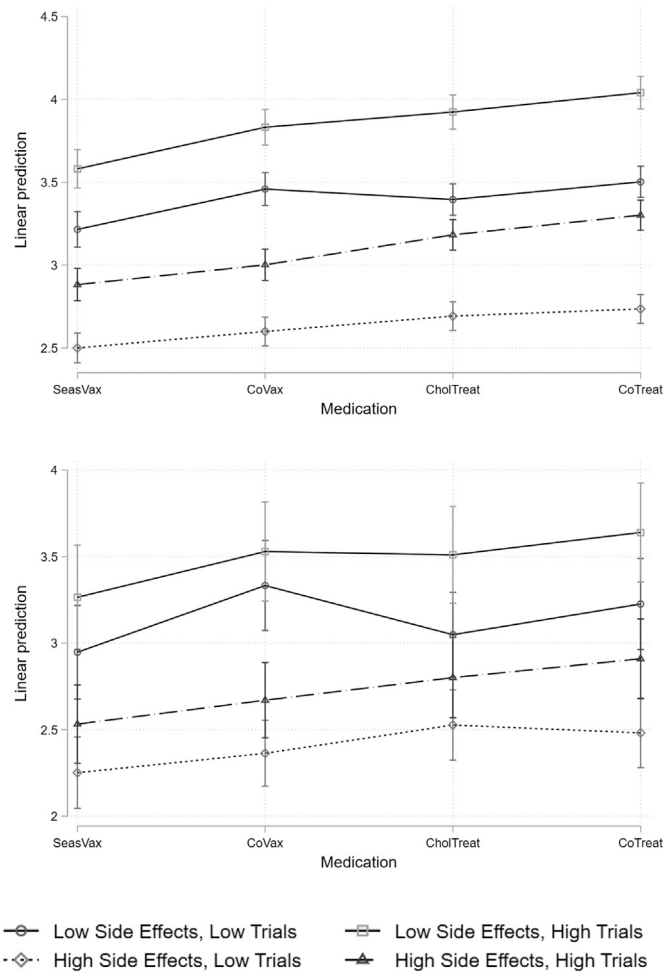 4.5
4
3.5
3
2.5
Linear prediction
SeasVax CoVax CholTreat CoTreat
Medication
4
3.5
3
2.5
2
Linear prediction
SeasVax CoVax CholTreat CoTreat
Medication
Low Side Effects, Low Trials Low Side Effects, High Trials
High Side Effects, Low Trials High Side Effects, High Trials